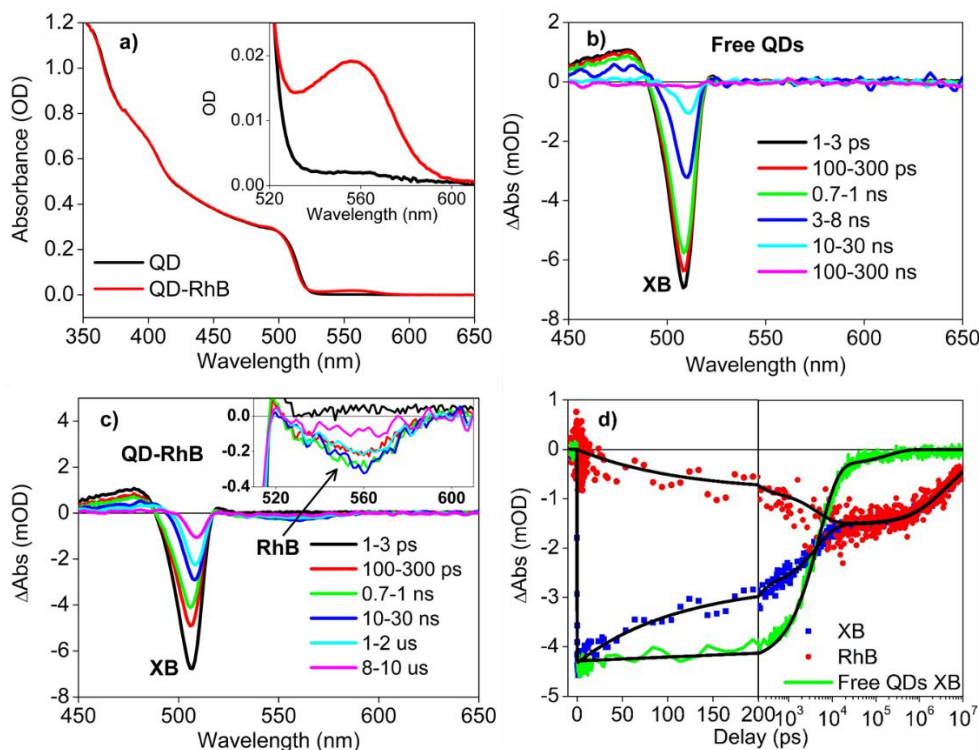 a)
1.2
1.0
0.8
0.6
0.4
0.2
0.0
Absorbance (OD)
350 400 450 500 550 600 650
Wavelength (nm)
QD
QD-RhB
0.02
0.01
0.00
OD
520 560 600
Wavelength (nm)
b)
Free QDs
2
0
-2
-4
-6
-8
ΔAbs (mOD)
450 500 550 600 650
Wavelength (nm)
XB
1-3 ps
100-300 ps
0.7-1 ns
3-8 ns
10-30 ns
100-300 ns
c)
QD-RhB
4
2
0
-2
-4
-6
-8
ΔAbs (mOD)
450 500 550 600 650
Wavelength (nm)
XB
0.0
-0.2
-0.4
520 560 600
RhB
1-3 ps
100-300 ps
0.7-1 ns
10-30 ns
1-2 us
8-10 us
d)
1
0
-1
-2
-3
-4
-5
ΔAbs (mOD)
0 50 100 150 200 10³ 10⁴ 10⁵ 10⁶ 10⁷
Delay (ps)
XB
RhB
Free QDs XB